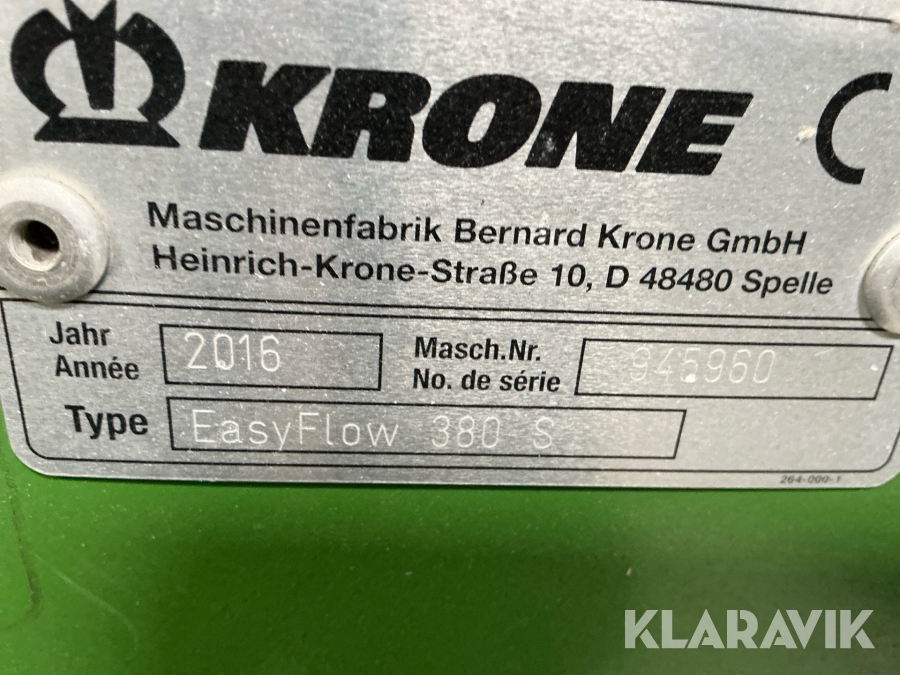 KRONE C
Maschinenfabrik Bernard Krone GmbH
Heinrich-Krone-Straße 10, D 48480 Spelle
Jahr
Année 2016
Masch.Nr.
No. de série 945960
Type EasyFlow 380 S
264-000-1
KLARAVIK